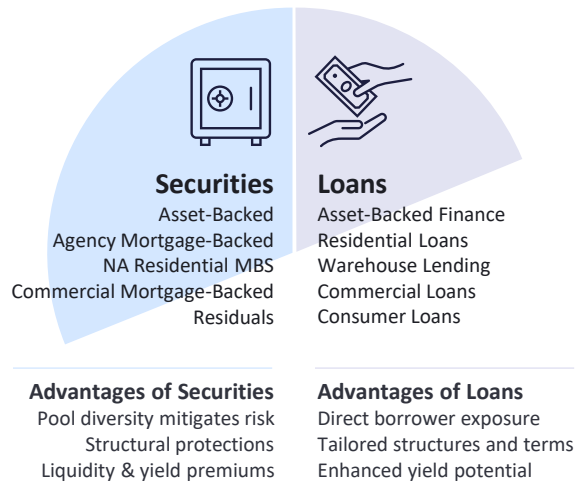 Securities
Asset-Backed
Agency Mortgage-Backed
NA Residential MBS
Commercial Mortgage-Backed
Residuals
Loans
Asset-Backed Finance
Residential Loans
Warehouse Lending
Commercial Loans
Consumer Loans
Advantages of Securities
Pool diversity mitigates risk
Structural protections
Liquidity & yield premiums
Advantages of Loans
Direct borrower exposure
Tailored structures and terms
Enhanced yield potential